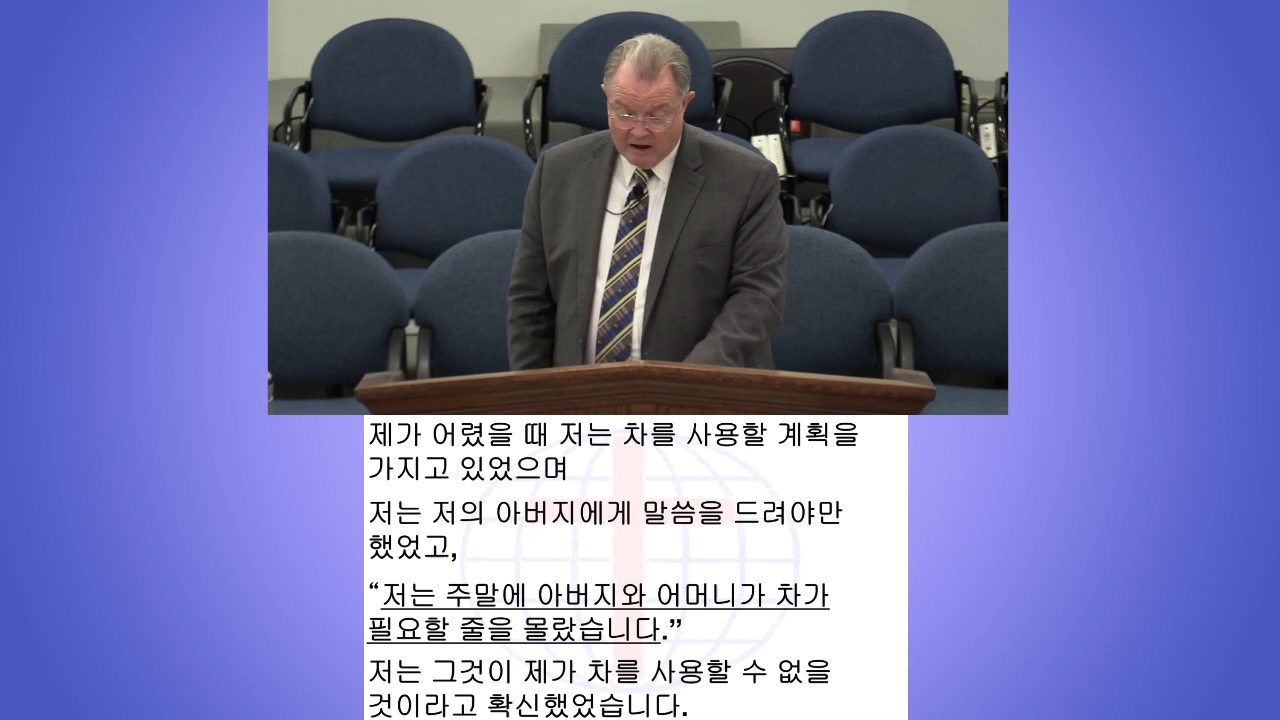 제가 어렸을 때 저는 차를 사용할 계획을
가지고 있었으며
저는 저의 아버지에게 말씀을 드려야만
했었고,
“저는 주말에 아버지와 어머니가 차가
필요할 줄을 몰랐습니다.”
저는 그것이 제가 차를 사용할 수 없을
것이라고 확신했었습니다.